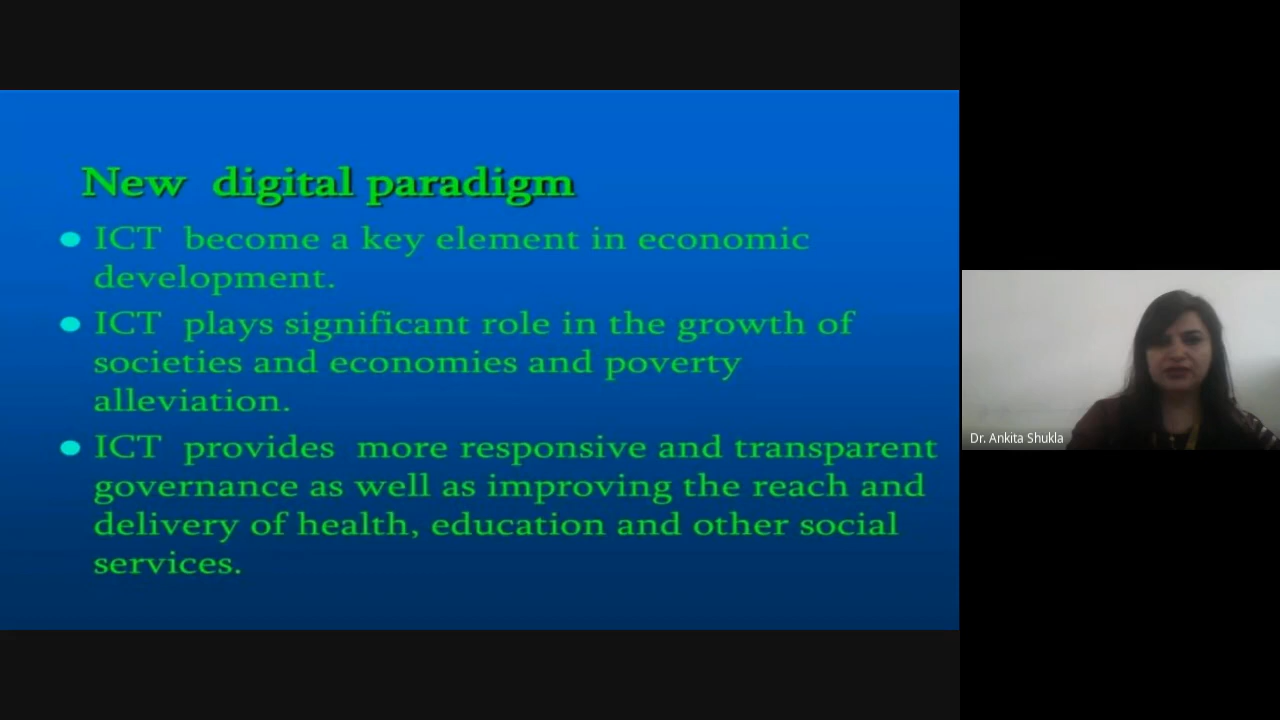 New digital paradigm
ICT become a key element in economic
development.
ICT plays significant role in the growth of
societies and economies and poverty
alleviation.
ICT provides more responsive and transparent
governance as well as improving the reach and
delivery of health, education and other social
services.
Dr. Ankita Shukla